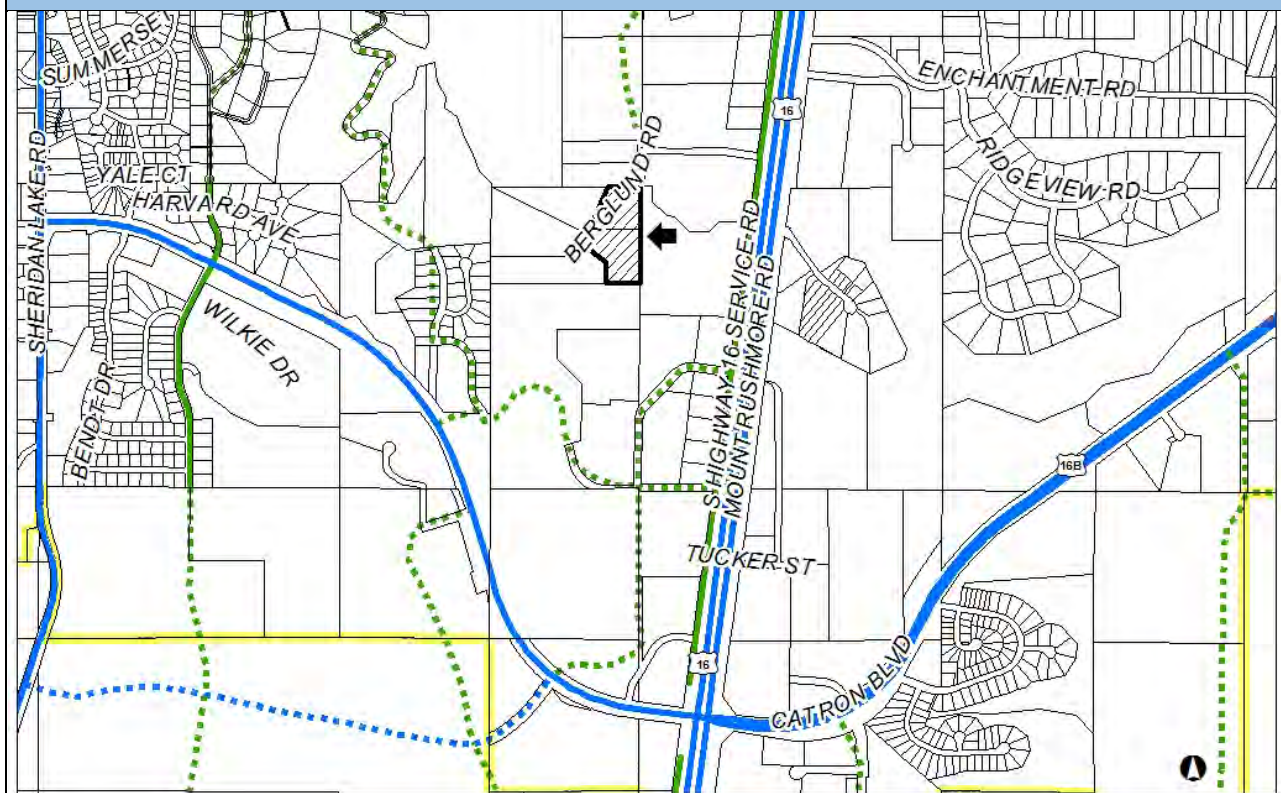 SUMMERSET
ENCHANTMENT RD
16
BERGLUND RD
RIDGEVIEW RD
SHERIDAN LAKE RD
YALE CT
HARVARD AVE
WILKIE DR
BENDT DR
S HIGHWAY 16 SERVICE RD
MOUNT RUSHMORE RD
16B
TUCKER ST
16
CATRON BLVD